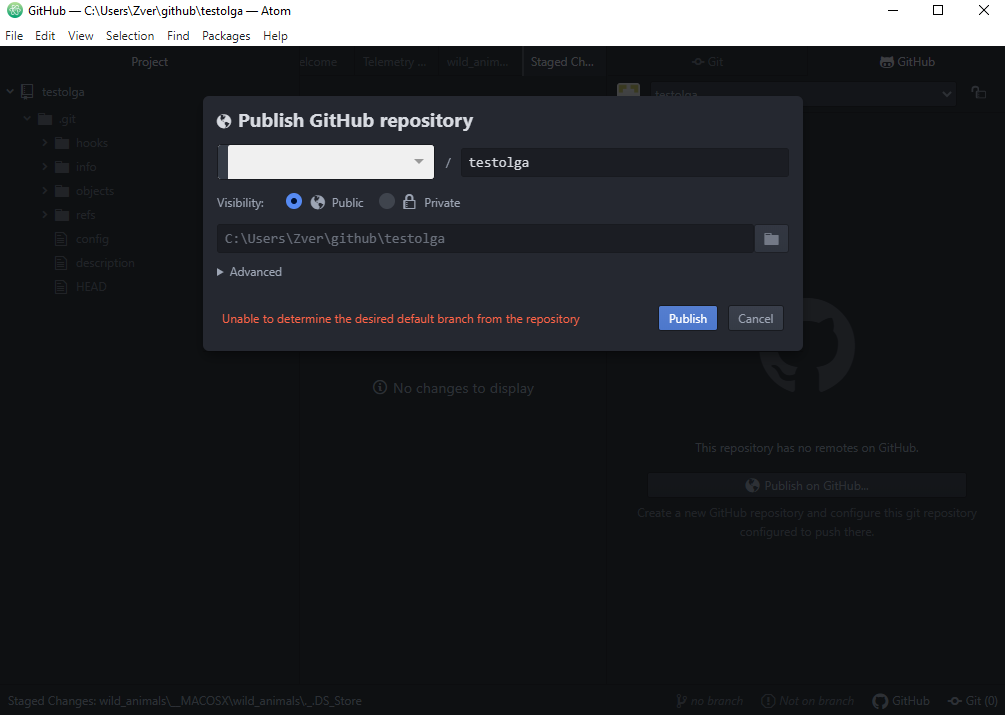 GitHub — C:\Users\Zver\github\testolga — Atom
File Edit View Selection Find Packages Help
Project elcome Telemetry ... wild_anim... Staged Ch... Git GitHub
testolga testolga
.git
hooks
info
objects
refs
config
description
HEAD
Publish GitHub repository
/ testolga
Visibility: Public Private
C:\Users\Zver\github\testolga
Advanced
Unable to determine the desired default branch from the repository Publish Cancel
No changes to display
This repository has no remotes on GitHub.
Publish on GitHub...
Create a new GitHub repository and configure this git repository
configured to push there.
Staged Changes: wild_animals\__MACOSX\wild_animals\._.DS_Store no branch Not on branch GitHub Git (0)